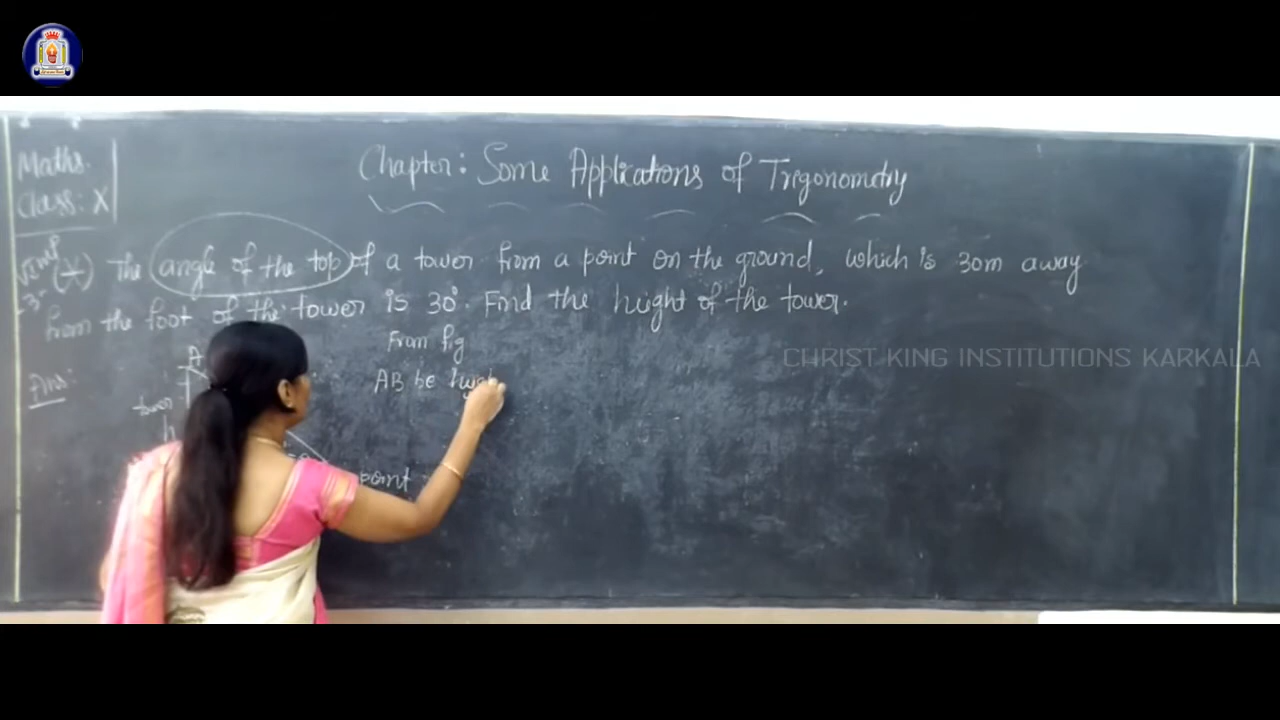 Maths.
Class: X
Chapter: Some Applications of Trigonometry
The angle of the top of a tower from a point on the ground, which is 30m away
from the foot of the tower is 30°. Find the height of the tower.
Ans:
From fig
A
AB be
tower
point
CHRIST KING INSTITUTIONS KARKALA